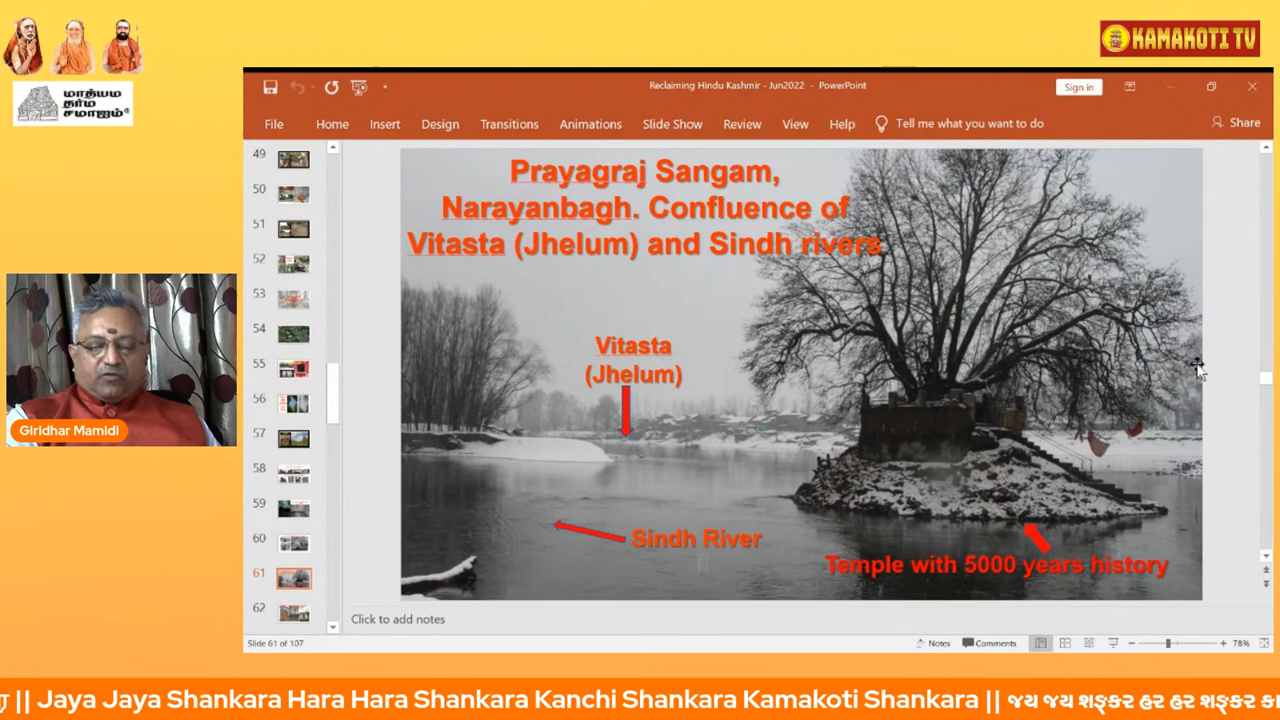 KAMAKOTI TV
மாத்யம
தர்ம
சமாஜம்
Reclaiming Hindu Kashmir - Jun2022 - PowerPoint
Sign in
File Home Insert Design Transitions Animations Slide Show Review View Help Tell me what you want to do Share
49
50
51
52
53
54
55
56
57
58
59
60
61
62
Prayagraj Sangam,
Narayanbagh. Confluence of
Vitasta (Jhelum) and Sindh rivers
Vitasta
(Jhelum)
Sindh River
Temple with 5000 years history
Giridhar Mamidi
Click to add notes
Slide 61 of 107
Notes Comments 78%
|| Jaya Jaya Shankara Hara Hara Shankara Kanchi Shankara Kamakoti Shankara || જય જય શઙ્કર હર હર શઙ્કર